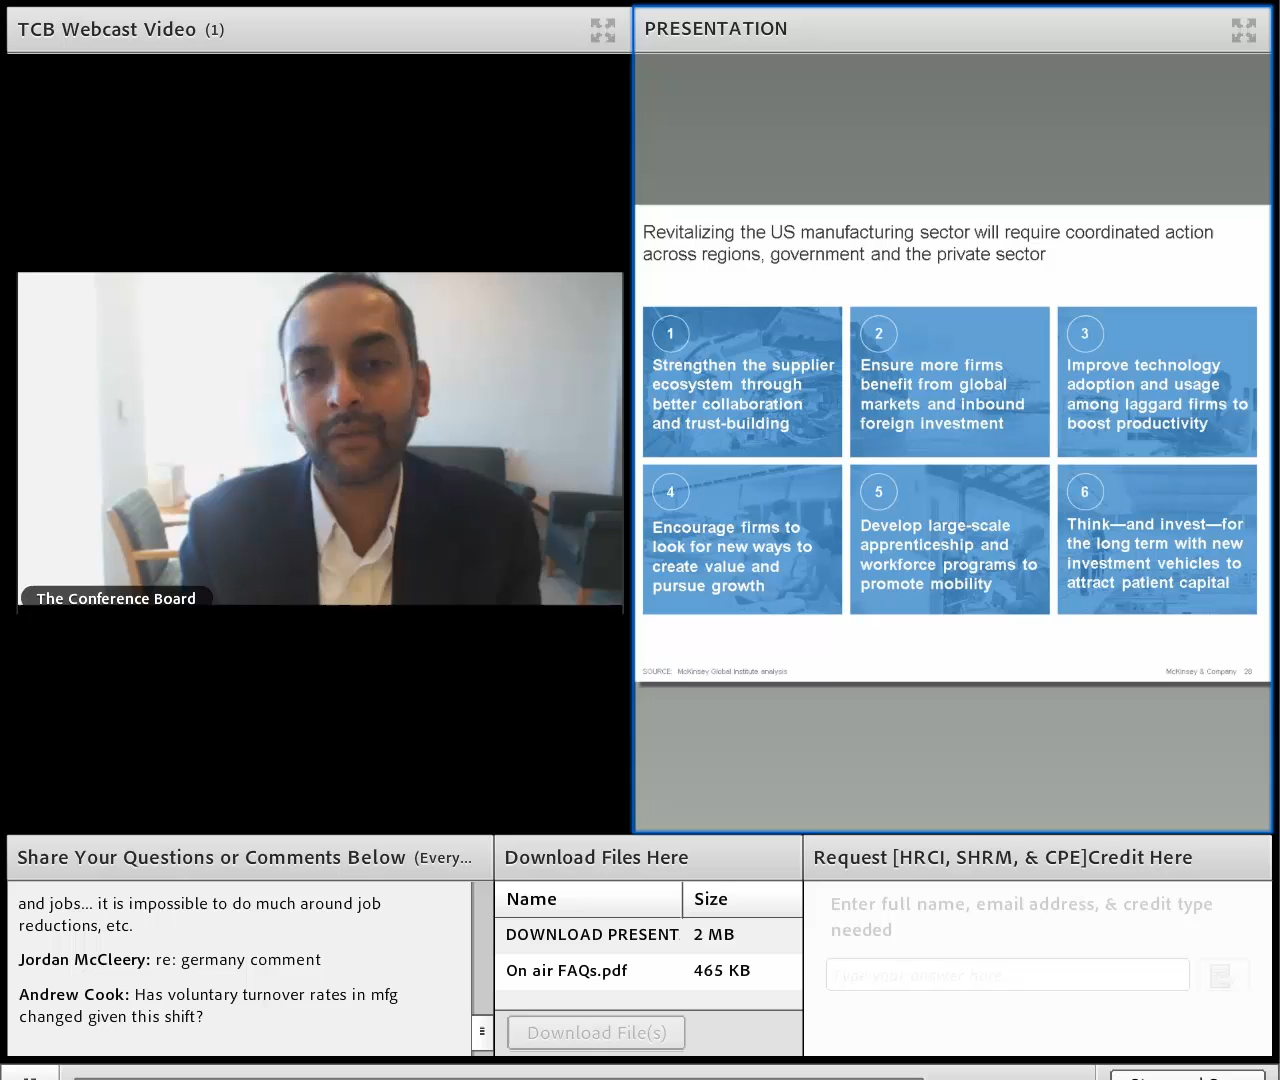 TCB Webcast Video (1)
PRESENTATION
Revitalizing the US manufacturing sector will require coordinated action
across regions, government and the private sector
1
Strengthen the supplier
ecosystem through
better collaboration
and trust-building
2
Ensure more firms
benefit from global
markets and inbound
foreign investment
3
Improve technology
adoption and usage
among laggard firms to
boost productivity
4
Encourage firms to
look for new ways to
create value and
pursue growth
5
Develop large-scale
apprenticeship and
workforce programs to
promote mobility
6
Think—and invest—for
the long term with new
investment vehicles to
attract patient capital
SOURCE: McKinsey Global Institute analysis
McKinsey & Company 28
The Conference Board
Share Your Questions or Comments Below (Every...
and jobs... it is impossible to do much around job
reductions, etc.
Jordan McCleery: re: germany comment
Andrew Cook: Has voluntary turnover rates in mfg
changed given this shift?
Download Files Here
Name Size
DOWNLOAD PRESENT 2 MB
On air FAQs.pdf 465 KB
Download File(s)
Request [HRCI, SHRM, & CPE]Credit Here
Enter full name, email address, & credit type
needed
Type your answer here...